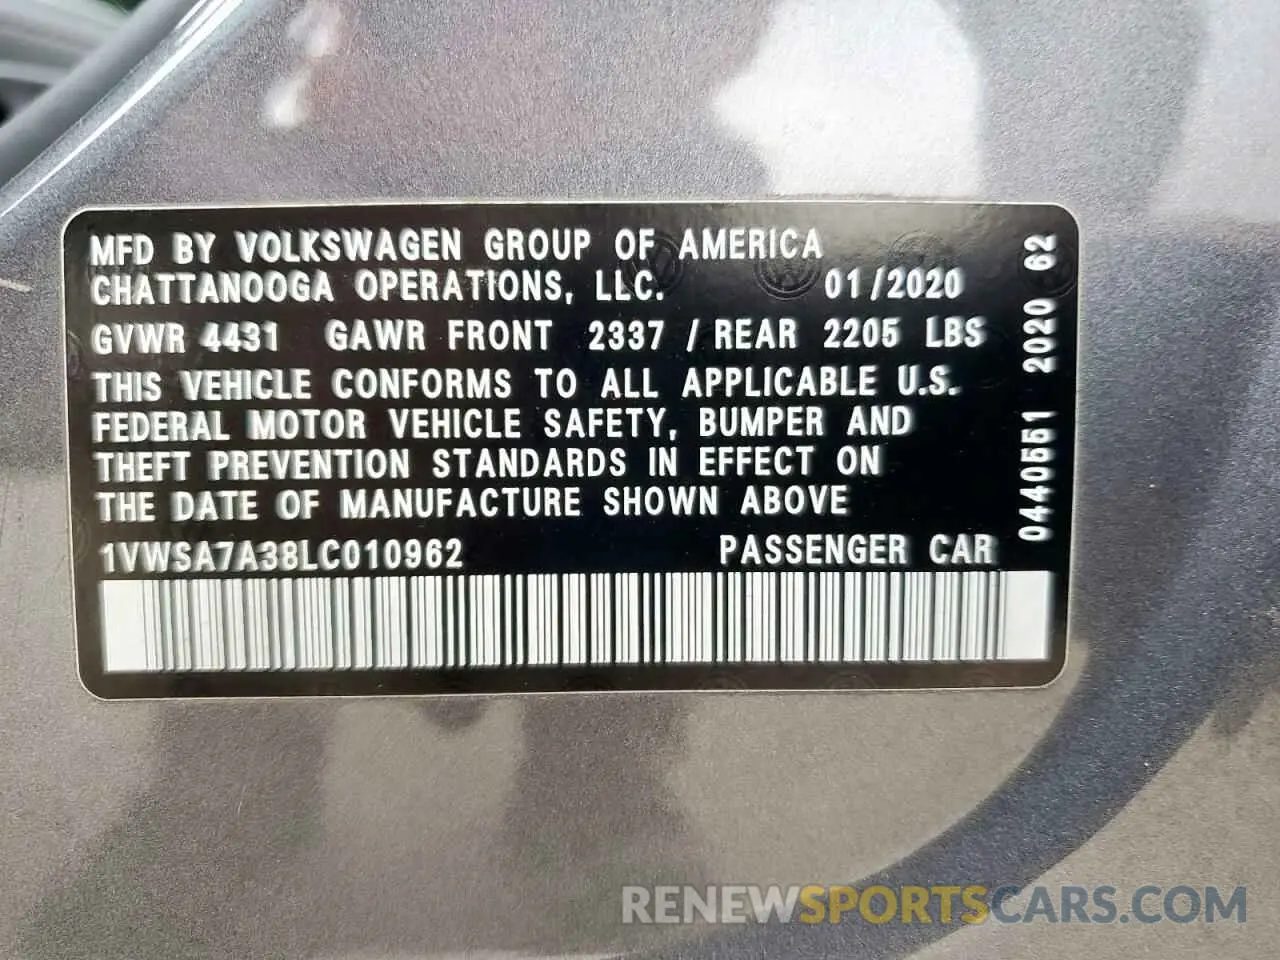 MFD BY VOLKSWAGEN GROUP OF AMERICA
CHATTANOOGA OPERATIONS, LLC. 01/2020
GVWR 4431 GAWR FRONT 2337 / REAR 2205 LBS
THIS VEHICLE CONFORMS TO ALL APPLICABLE U.S.
FEDERAL MOTOR VEHICLE SAFETY, BUMPER AND
THEFT PREVENTION STANDARDS IN EFFECT ON
THE DATE OF MANUFACTURE SHOWN ABOVE
1VWSA7A38LC010962 PASSENGER CAR
0440551 2020 62
RENEWSPORTSCARS.COM